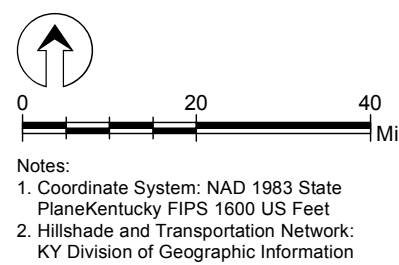 0 20 40
Mi
Notes:
1. Coordinate System: NAD 1983 State
PlaneKentucky FIPS 1600 US Feet
2. Hillshade and Transportation Network:
KY Division of Geographic Information